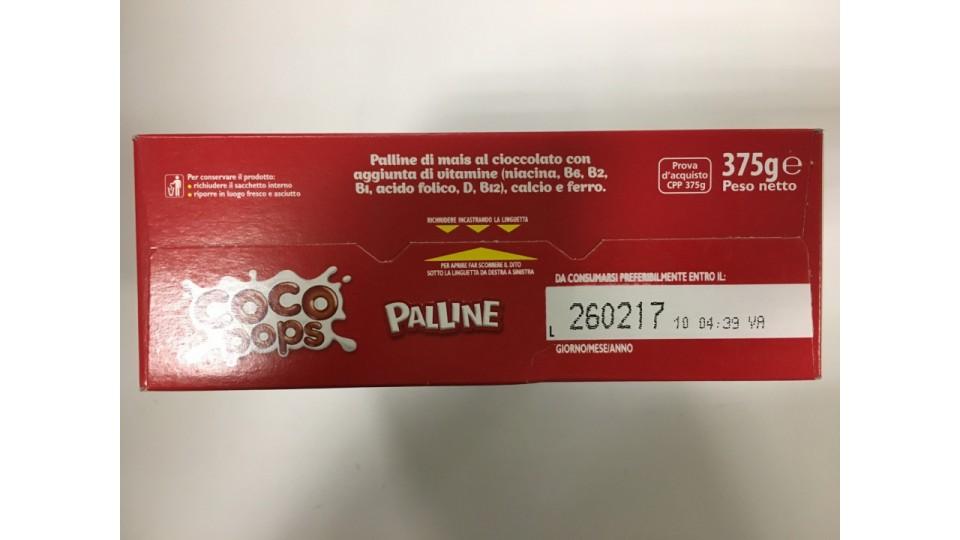 Palline di mais al cioccolato con
aggiunta di vitamine (niacina, B6, B2,
B1, acido folico, D, B12), calcio e ferro.
Per conservare il prodotto:
• richiudere il sacchetto interno
• riporre in luogo fresco e asciutto
Prova
d'acquisto
CPP 375g
375g e
Peso netto
RICHIUDERE INCASTRANDO LA LINGUETTA
PER APRIRE FAR SCORRERE IL DITO
SOTTO LA LINGUETTA DA DESTRA A SINISTRA
COCO
POPS
PALLINE
DA CONSUMARSI PREFERIBILMENTE ENTRO IL:
L 260217 10 04:39 VA
GIORNO/MESE/ANNO